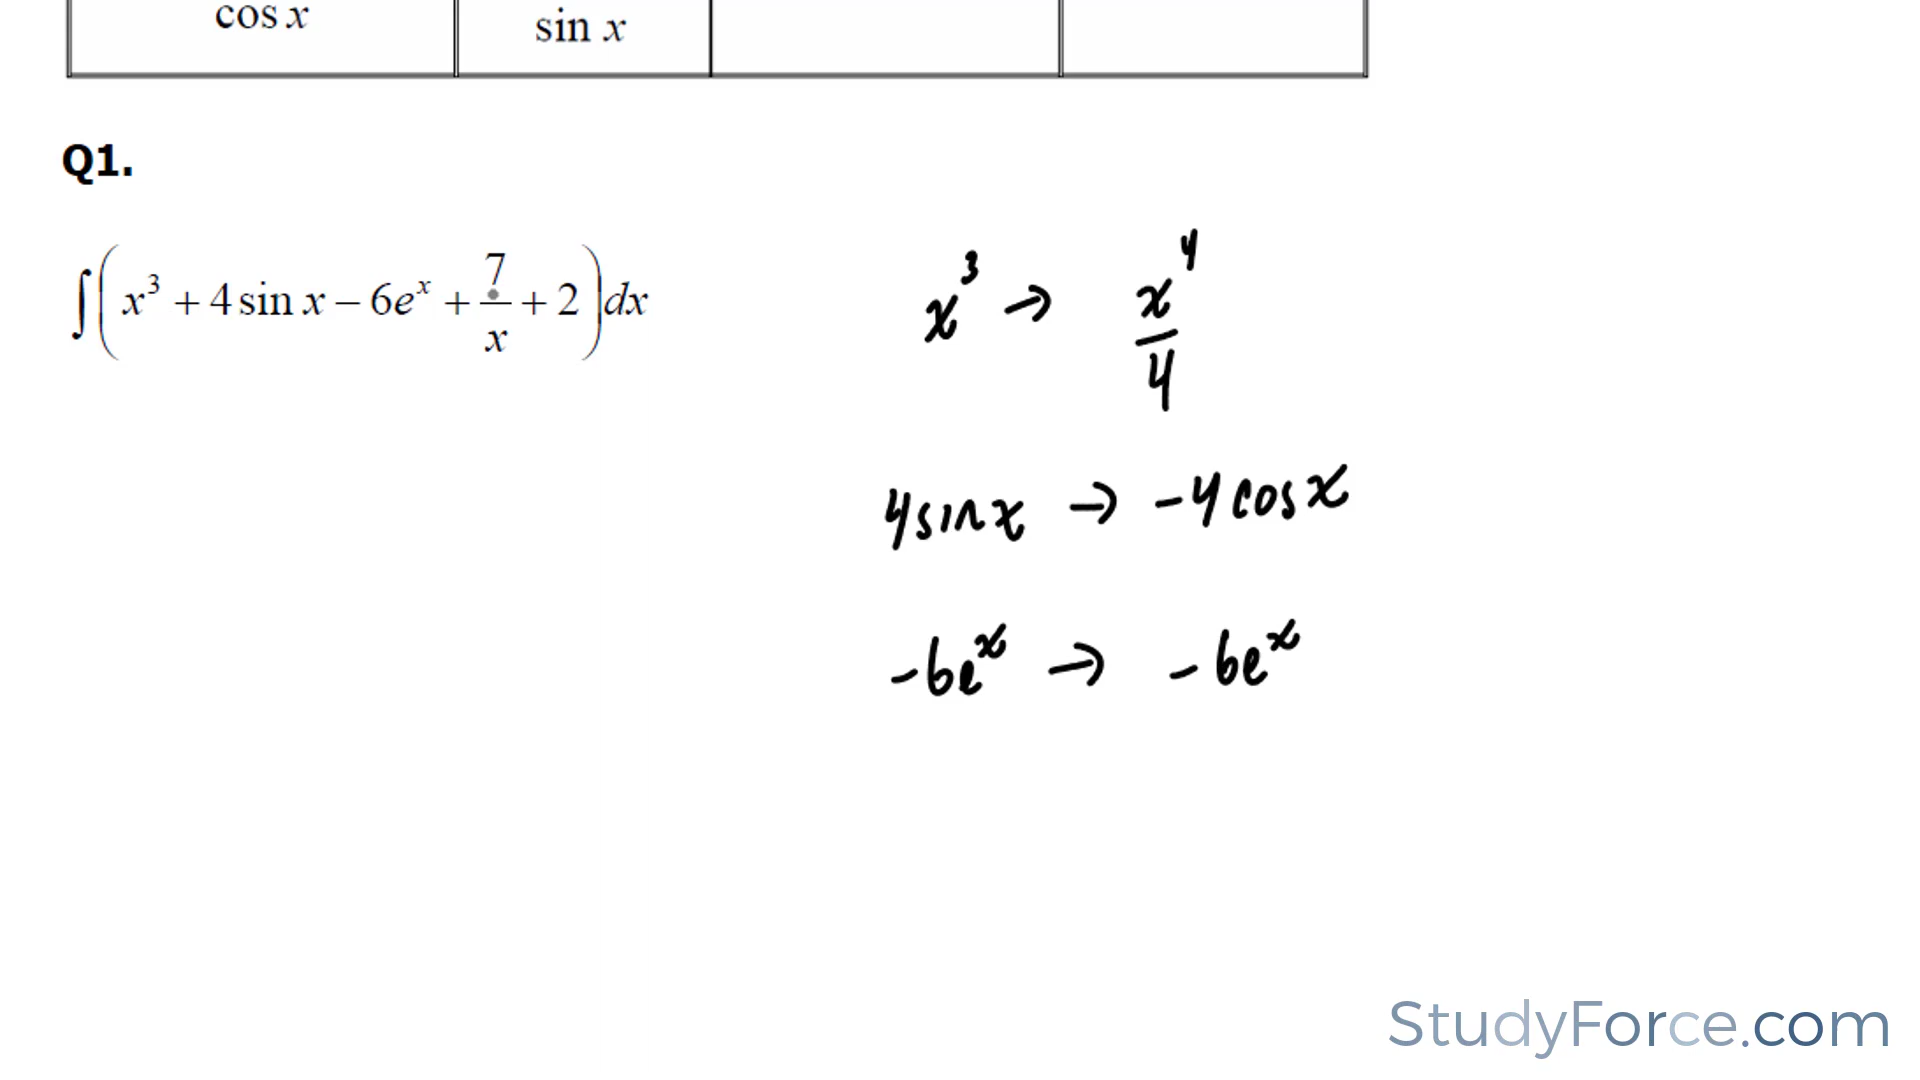 cos x
sin x
Q1.
∫(x³ + 4 sin x − 6eˣ + 7/x + 2)dx
x³ → x⁴/4
4sinx → -4cosx
-6eˣ → -6eˣ
StudyForce.com